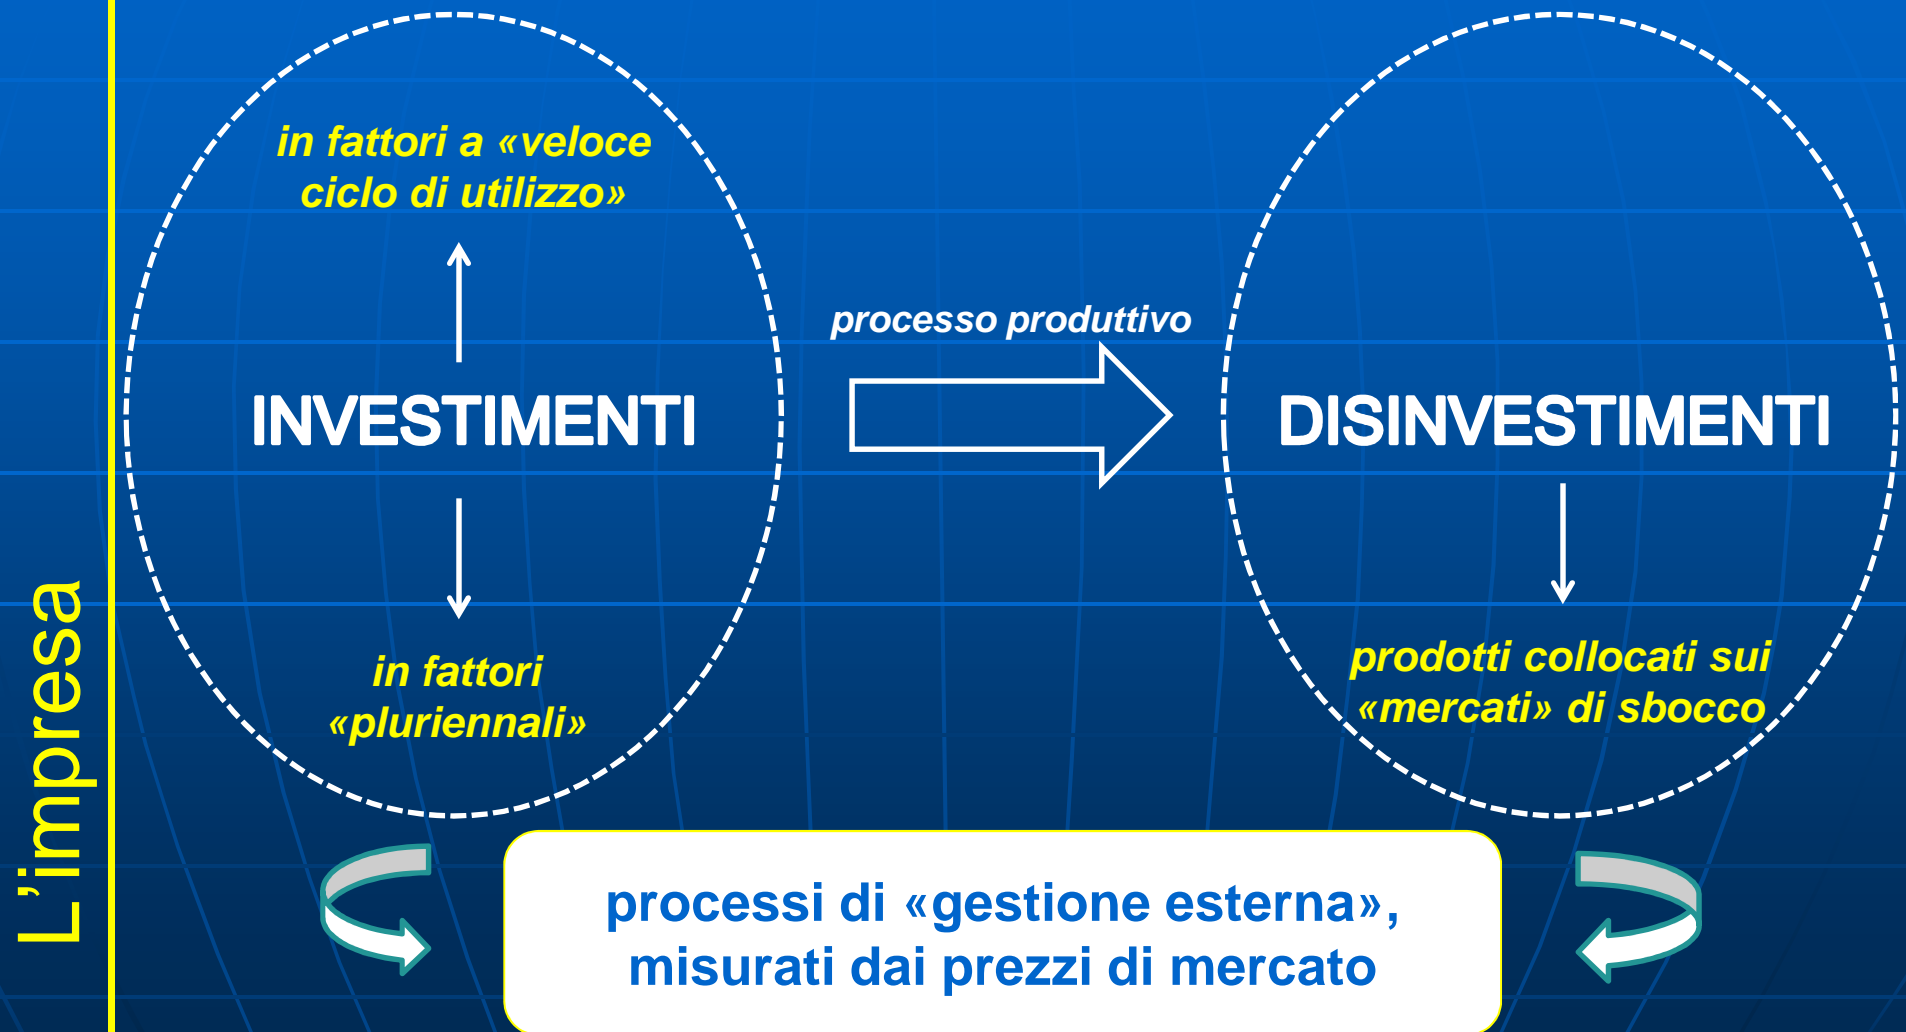 L’impresa
in fattori a «veloce
ciclo di utilizzo»
INVESTIMENTI
in fattori
«pluriennali»
processo produttivo
DISINVESTIMENTI
prodotti collocati sui
«mercati» di sbocco
processi di «gestione esterna»,
misurati dai prezzi di mercato